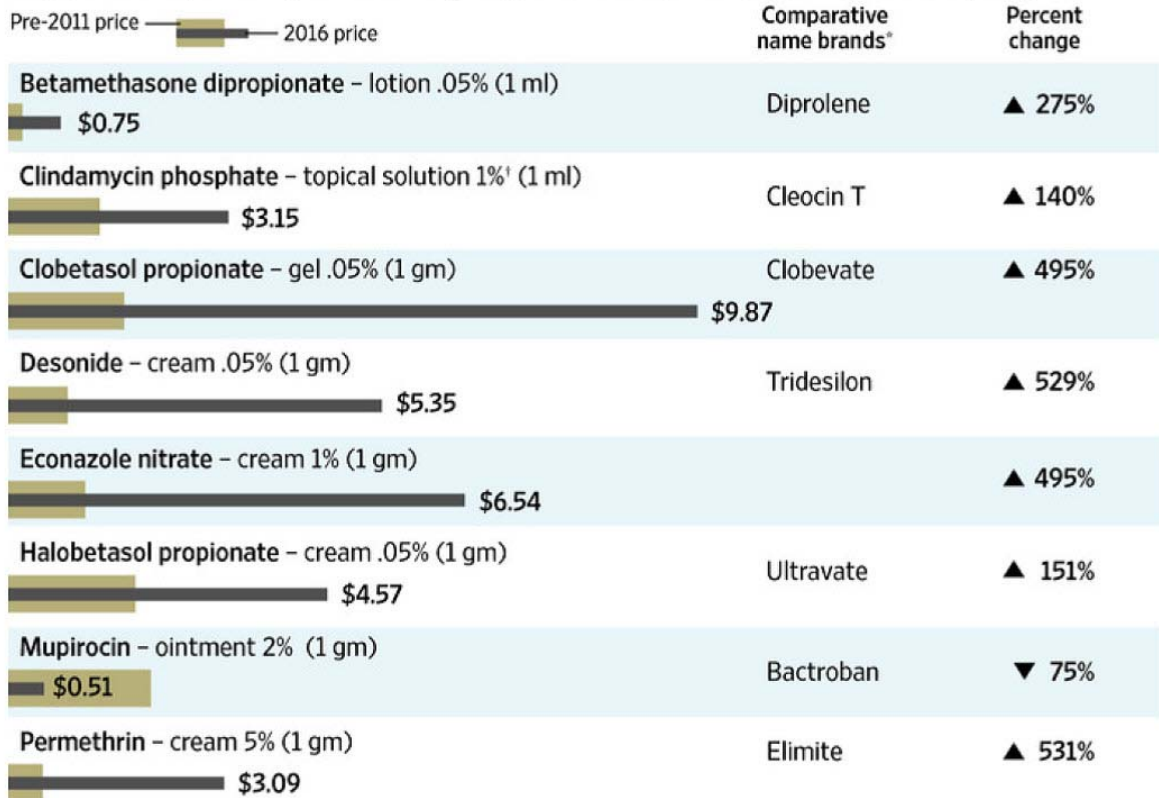 Pre-2011 price
2016 price
Comparative
name brands*
Percent
change
Betamethasone dipropionate – lotion .05% (1 ml)
$0.75
Diprolene
▲ 275%
Clindamycin phosphate – topical solution 1%† (1 ml)
$3.15
Cleocin T
▲ 140%
Clobetasol propionate – gel .05% (1 gm)
$9.87
Clobevate
▲ 495%
Desonide – cream .05% (1 gm)
$5.35
Tridesilon
▲ 529%
Econazole nitrate – cream 1% (1 gm)
$6.54
▲ 495%
Halobetasol propionate – cream .05% (1 gm)
$4.57
Ultravate
▲ 151%
Mupirocin – ointment 2% (1 gm)
$0.51
Bactroban
▼ 75%
Permethrin – cream 5% (1 gm)
$3.09
Elimite
▲ 531%